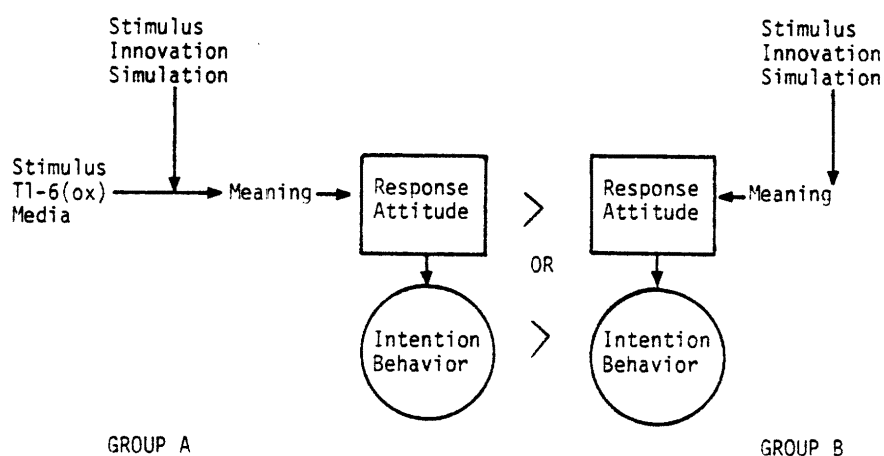 Stimulus
Innovation
Simulation
Stimulus
Innovation
Simulation
Stimulus
T1-6(ox)
Media
Meaning
Response
Attitude
>
Response
Attitude
Meaning
OR
Intention
Behavior
>
Intention
Behavior
GROUP A
GROUP B